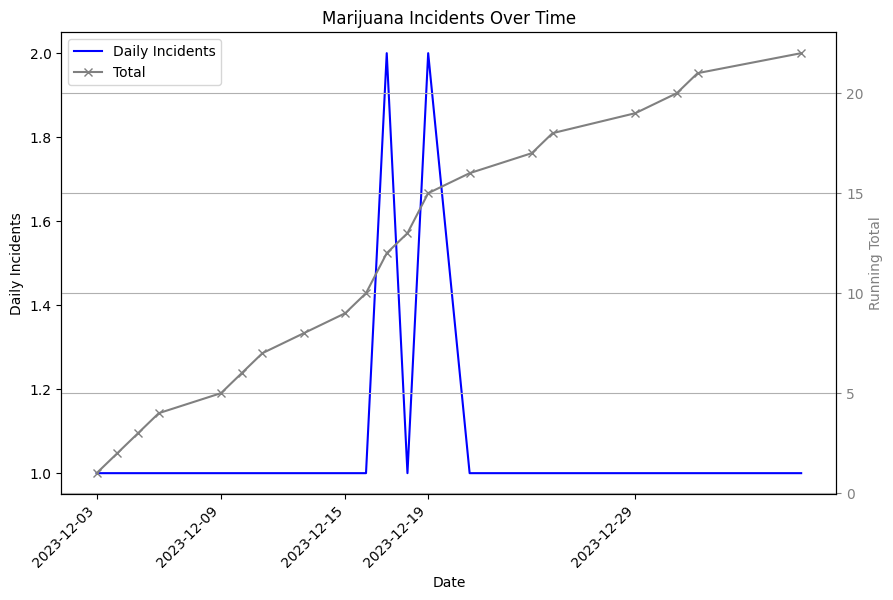 Marijuana Incidents Over Time
Daily Incidents
Total
2.0
1.8
1.6
1.4
1.2
1.0
Daily Incidents
20
15
10
5
0
Running Total
2023-12-03
2023-12-09
2023-12-15
2023-12-19
2023-12-29
Date